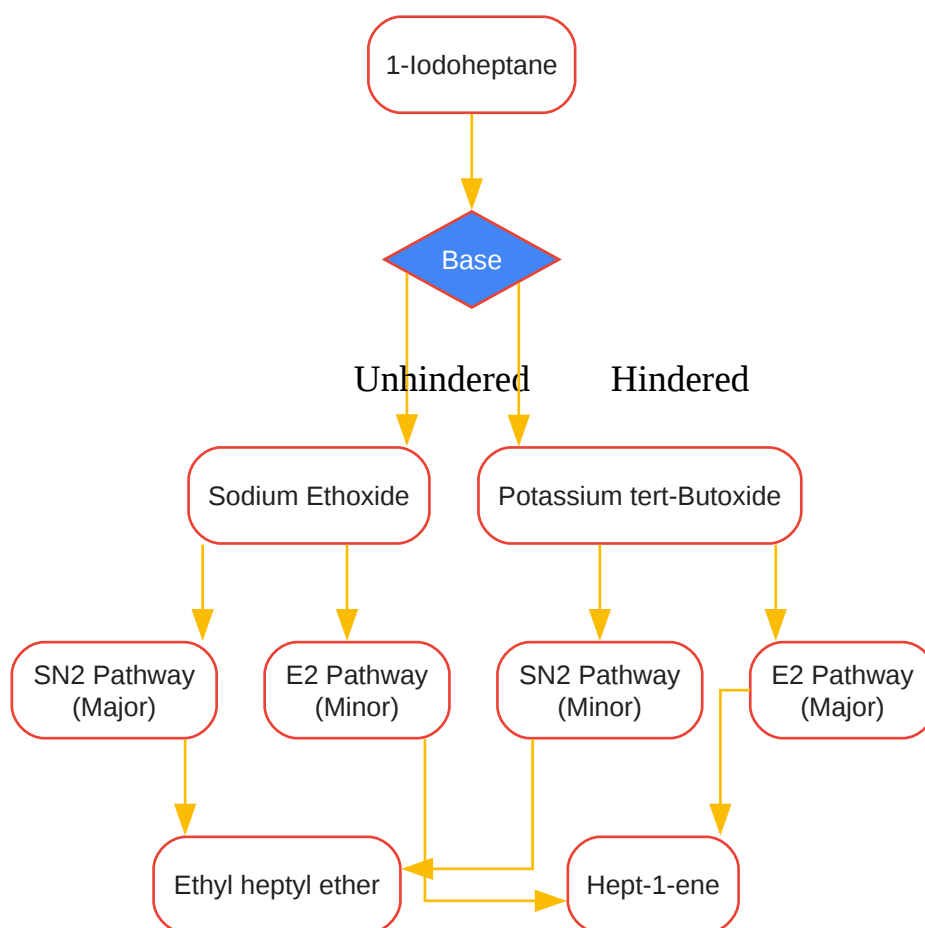 1-Iodoheptane
Base
Unhindered
Hindered
Sodium Ethoxide
Potassium tert-Butoxide
SN2 Pathway
(Major)
E2 Pathway
(Minor)
SN2 Pathway
(Minor)
E2 Pathway
(Major)
Ethyl heptyl ether
Hept-1-ene